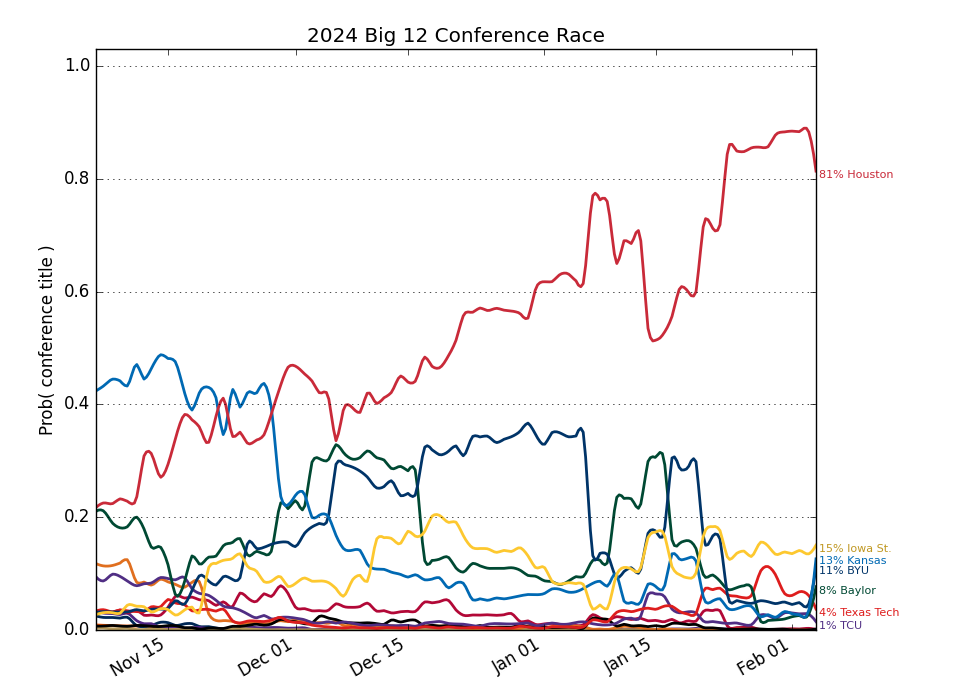 2024 Big 12 Conference Race
Prob( conference title )
1.0
0.8
0.6
0.4
0.2
0.0
Nov 15
Dec 01
Dec 15
Jan 01
Jan 15
Feb 01
81% Houston
15% Iowa St.
13% Kansas
11% BYU
8% Baylor
4% Texas Tech
1% TCU